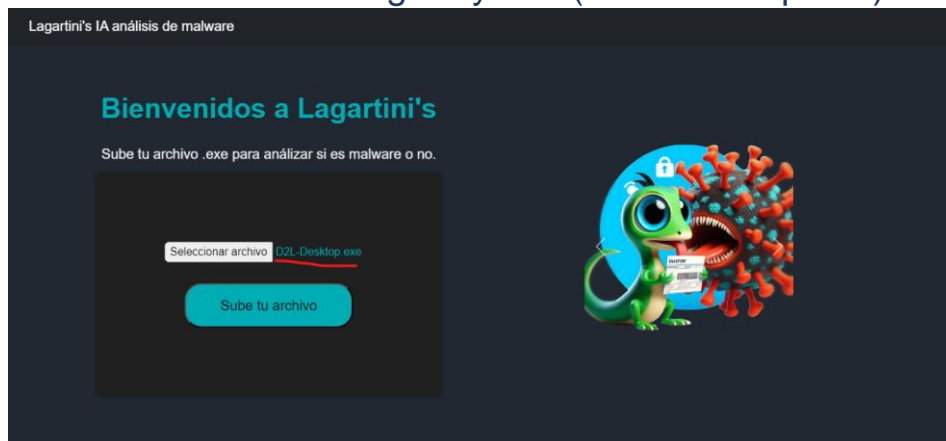 Lagartini's IA análisis de malware
Bienvenidos a Lagartini's
Sube tu archivo .exe para análizar si es malware o no.
Seleccionar archivo D2L-Desktop.exe
Sube tu archivo